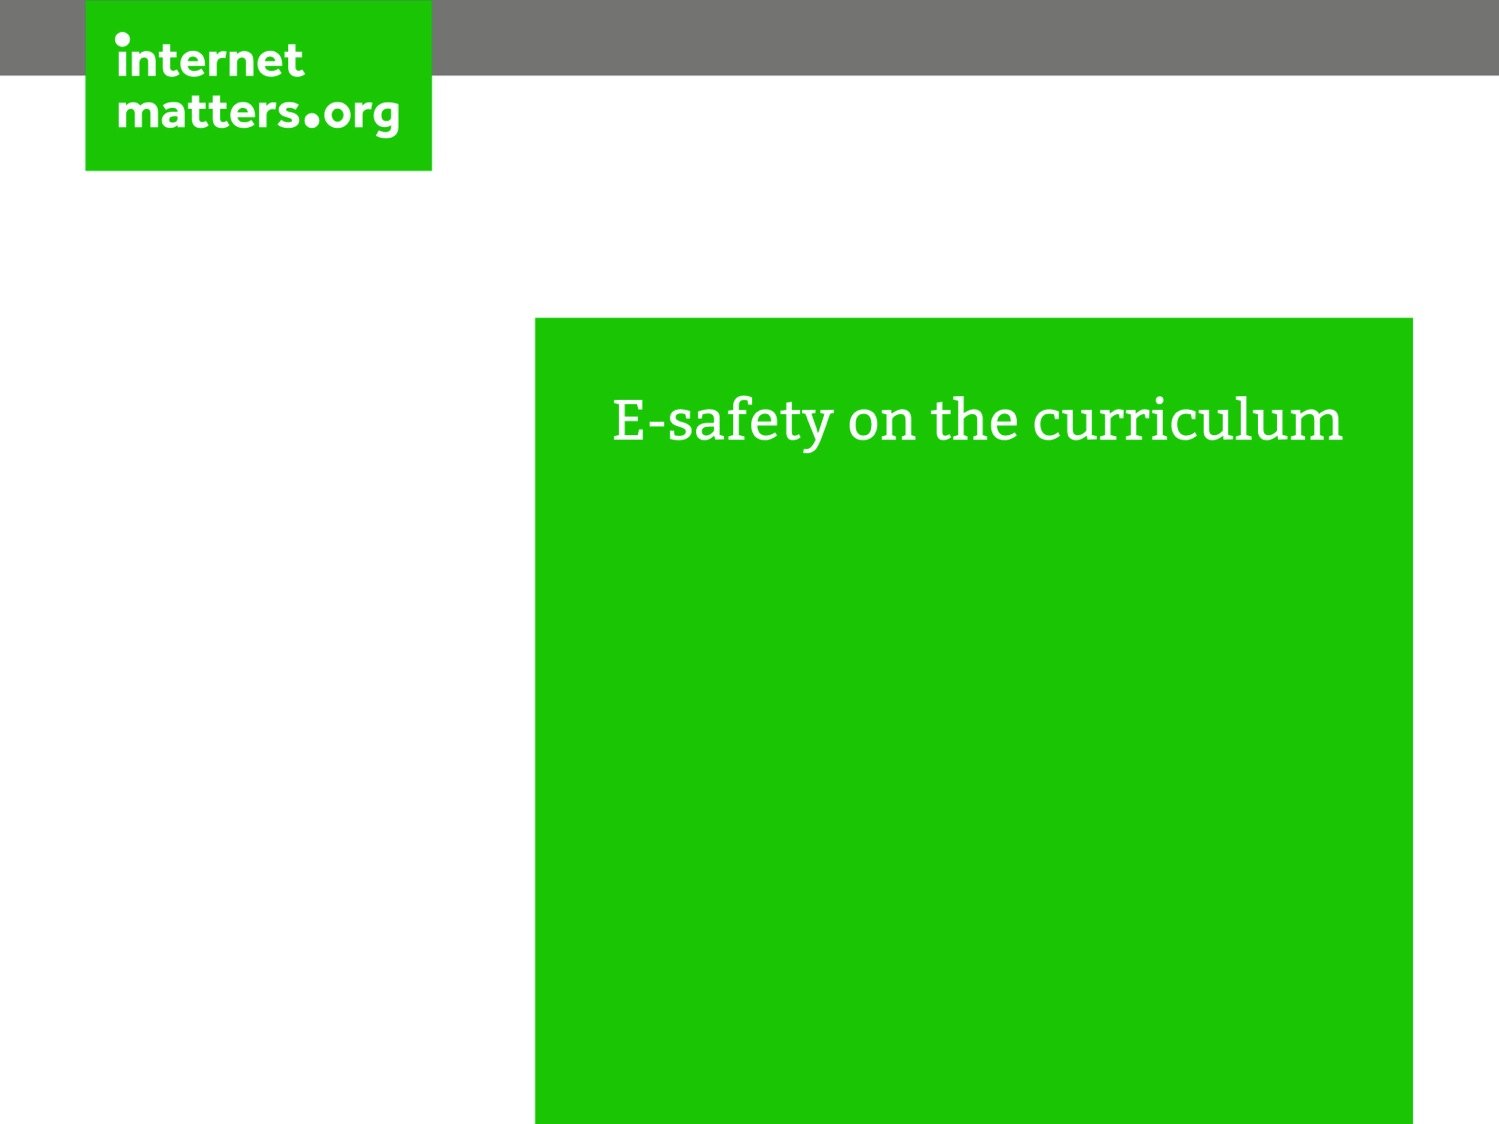 internet
matters.org
E-safety on the curriculum